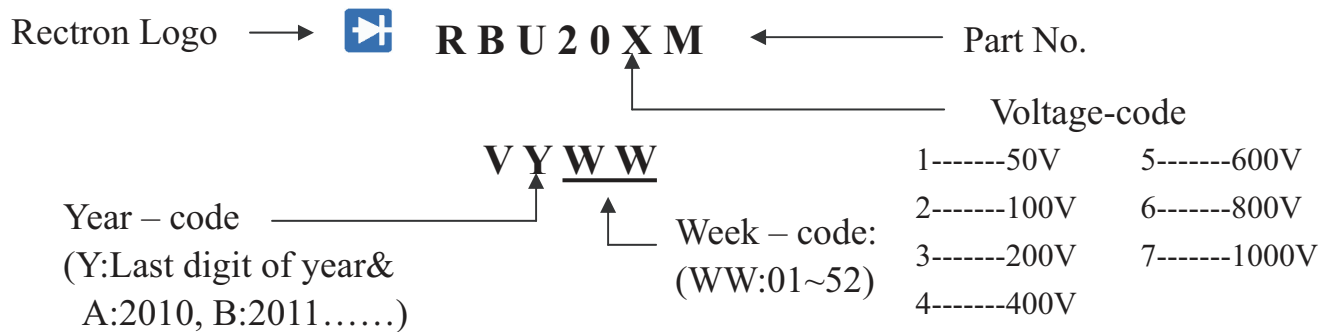 Rectron Logo
R B U 2 0 X M
Part No.
Voltage-code
V Y W W
1-------50V 5-------600V
2-------100V 6-------800V
3-------200V 7-------1000V
4-------400V
Year – code
(Y:Last digit of year&
A:2010, B:2011……)
Week – code:
(WW:01~52)